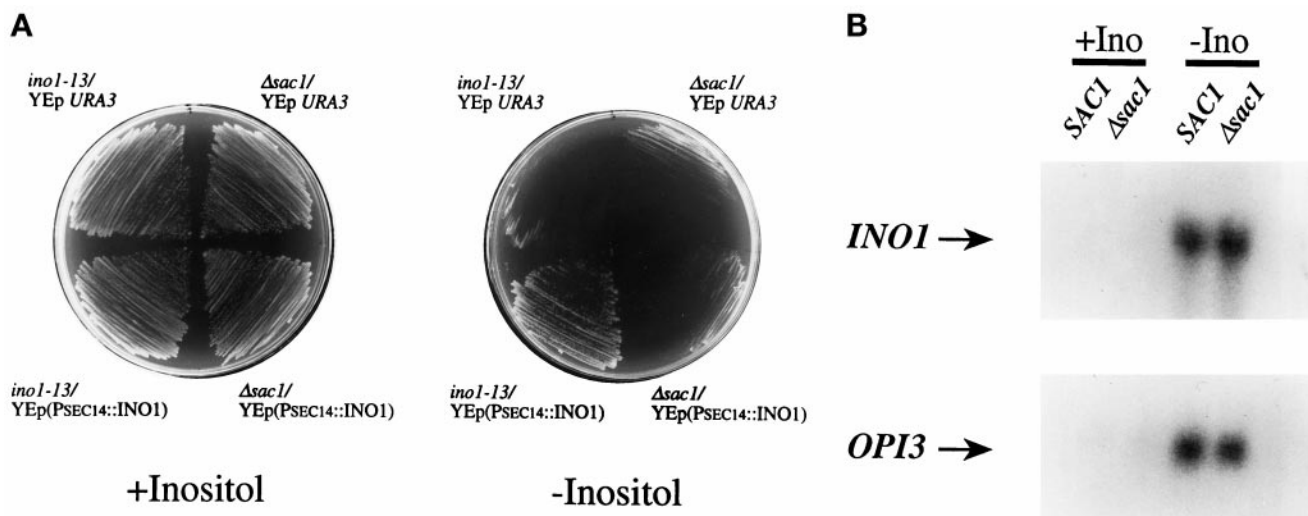 A
ino1-13/
YEp URA3
Δsac1/
YEp URA3
ino1-13/
YEp URA3
Δsac1/
YEp URA3
ino1-13/
YEp(PSEC14::INO1)
Δsac1/
YEp(PSEC14::INO1)
ino1-13/
YEp(PSEC14::INO1)
Δsac1/
YEp(PSEC14::INO1)
+Inositol
-Inositol
B
+Ino
-Ino
SAC1
Δsac1
SAC1
Δsac1
INO1
OPI3